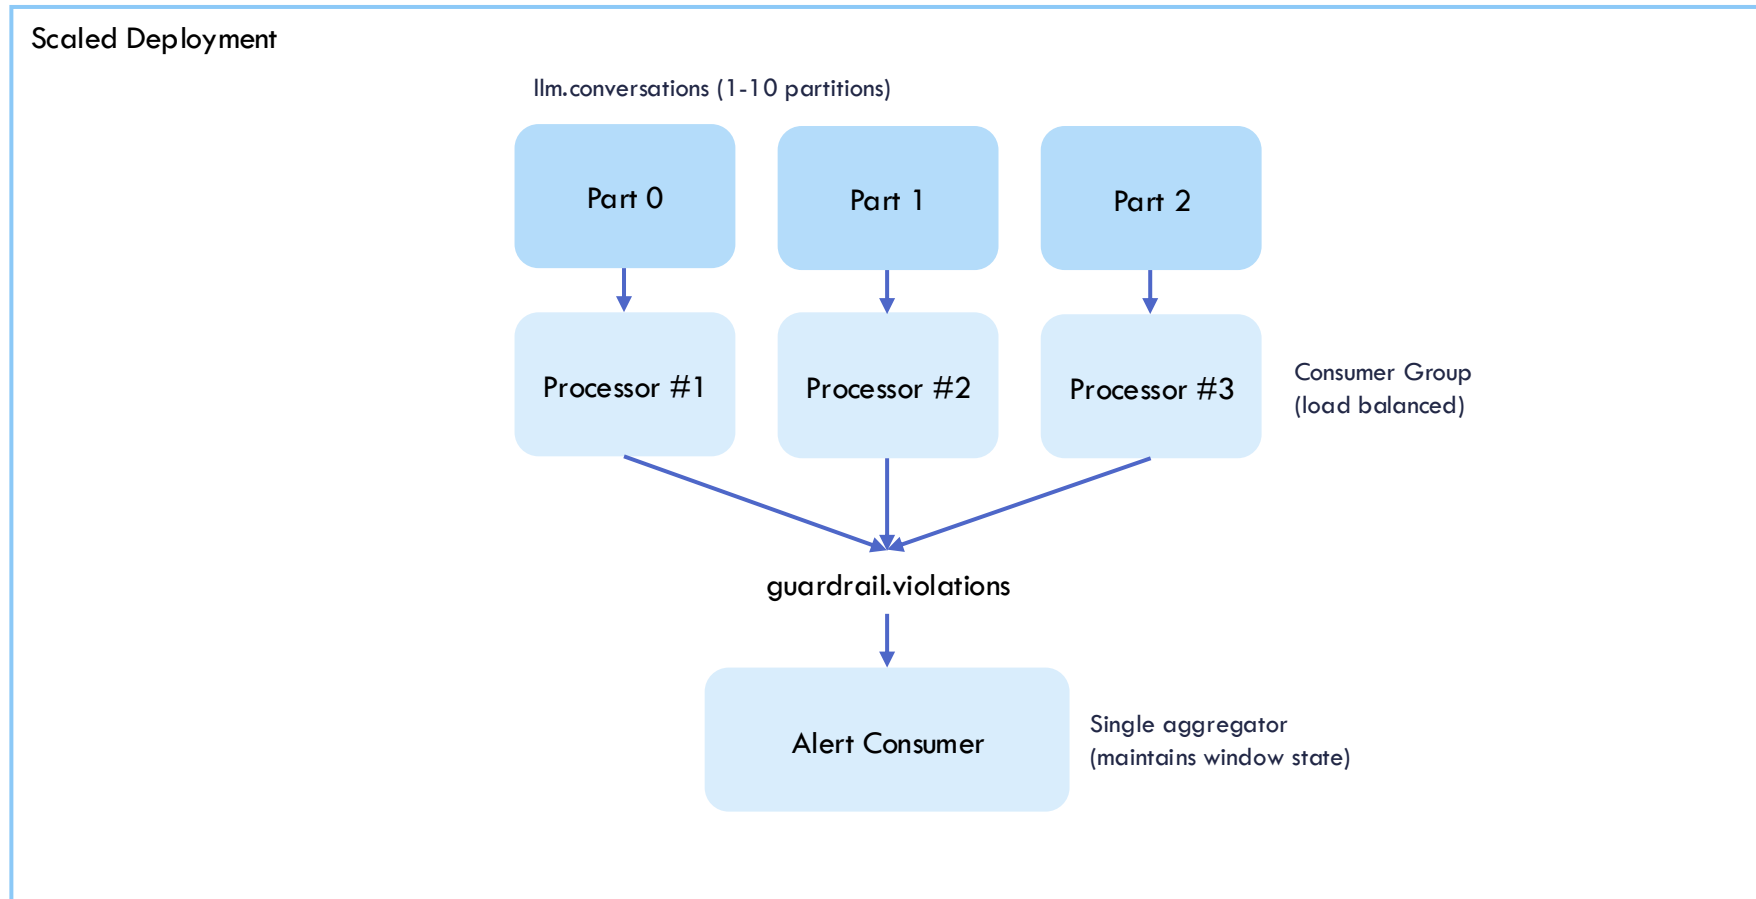 Scaled Deployment
llm.conversations (1-10 partitions)
Part 0
Part 1
Part 2
Processor #1
Processor #2
Processor #3
Consumer Group
(load balanced)
guardrail.violations
Alert Consumer
Single aggregator
(maintains window state)